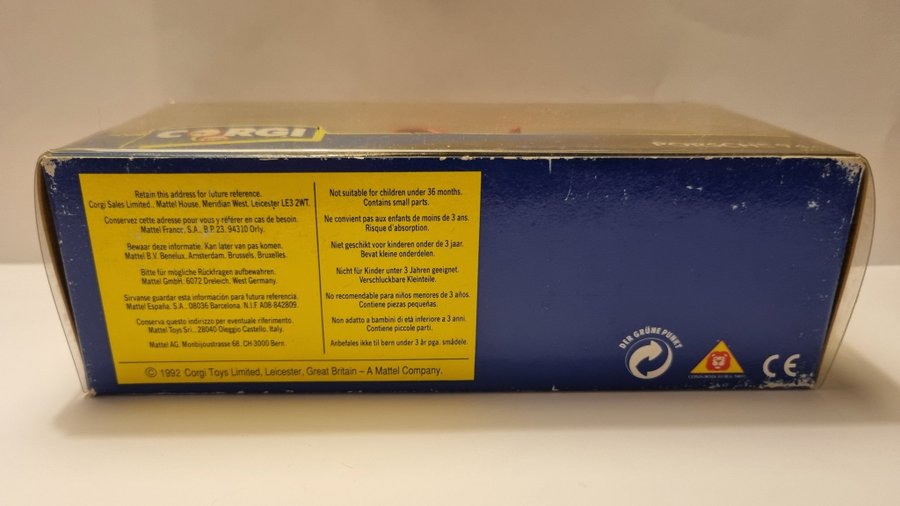 CORGI
PORSCHE
Retain this address for future reference.
Corgi Sales Limited., Mattel House, Meridian West, Leicester LE3 2WT.
Conservez cette adresse pour vous y référer en cas de besoin.
Mattel France, S.A., B.P. 23, 94310 Orly.
Bewaar deze informatie. Kan later van pas komen.
Mattel B.V. Benelux, Amsterdam, Brussels, Bruxelles.
Bitte für mögliche Rückfragen aufbewahren.
Mattel GmbH. 6072 Dreleich, West Germany.
Sirvanse guardar esta información para futura referencia.
Mattel España, S.A., 08036 Barcelona, N.I.F. A08-842809.
Conserva questo indirizzo per eventuale riferimento.
Mattel Toys Sri., 28040 Oleggio Castello, Italy.
Mattel AG. Monbijoustrasse 68, CH-3000 Bern.
Not suitable for children under 36 months.
Contains small parts.
Ne convient pas aux enfants de moins de 3 ans.
Risque d'absorption.
Niet geschikt voor kinderen onder de 3 jaar.
Bevat kleine onderdelen.
Nicht für Kinder unter 3 Jahren geeignet.
Verschluckbare Kleinteile.
No recomendable para niños menores de 3 años.
Contiene piezas pequeñas.
Non adatto a bambini di età inferiore a 3 anni.
Contiene piccole parti.
Anbefales ikke til børn under 3 år pga. smådele.
© 1992 Corgi Toys Limited, Leicester, Great Britain – A Mattel Company.
DER GRÜNE PUNKT
CE